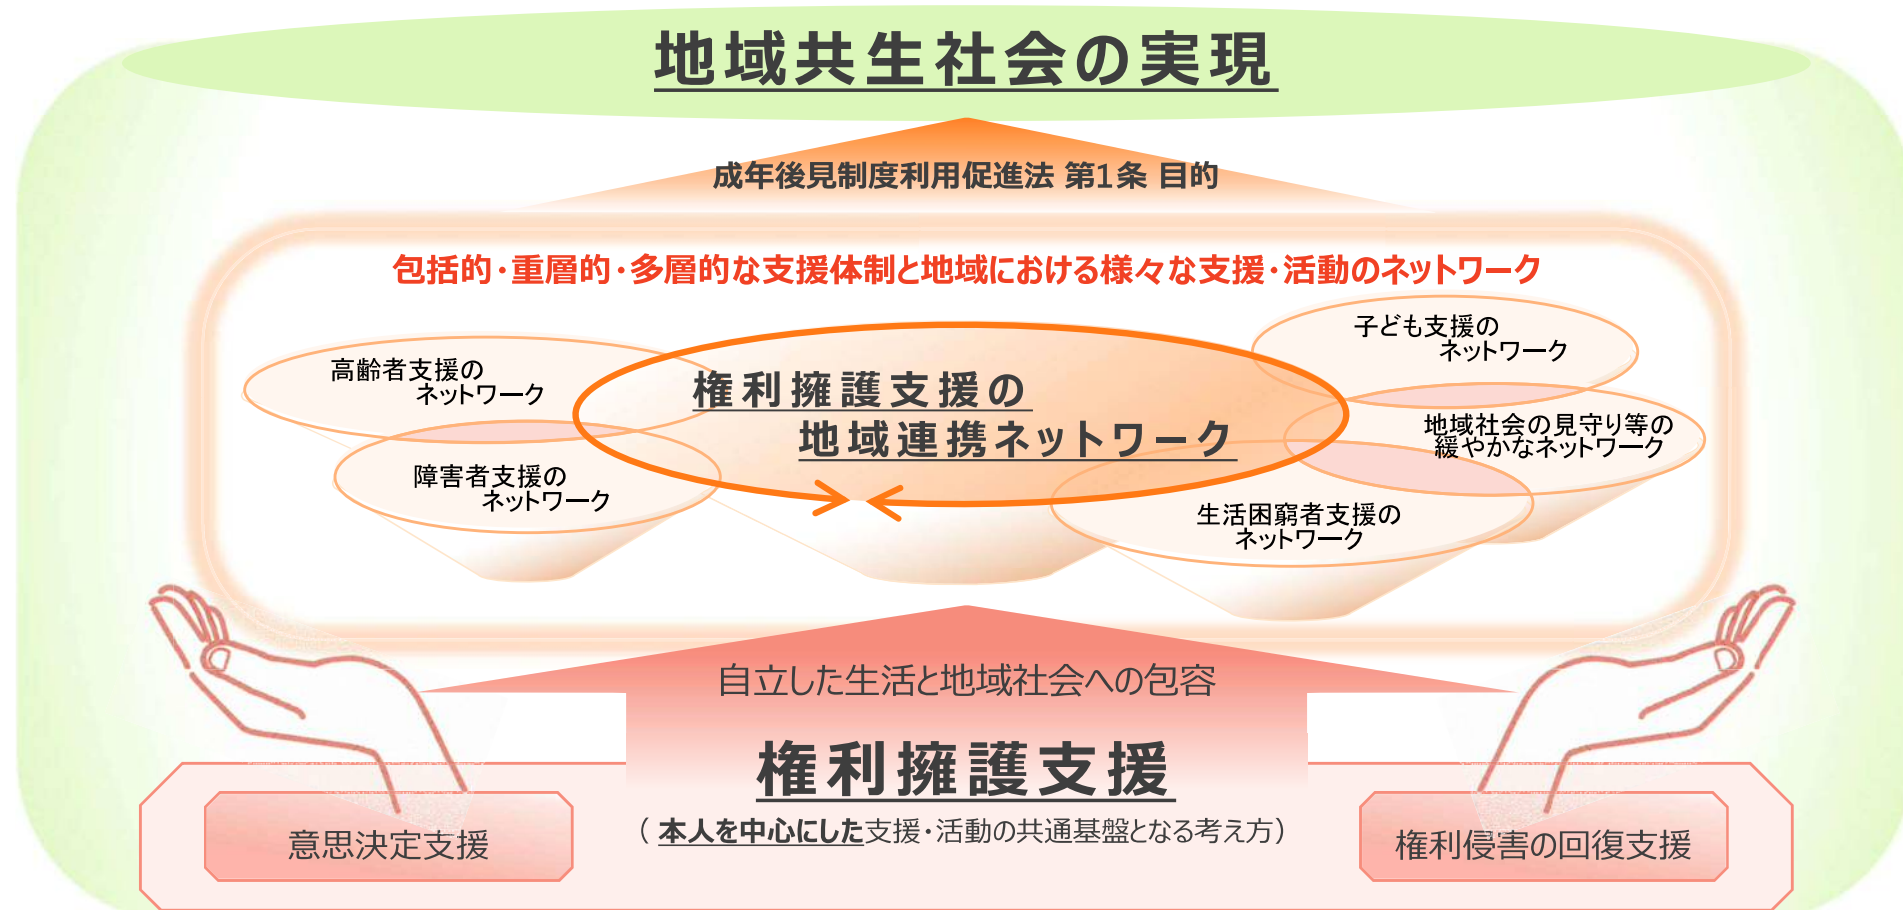 地域共生社会の実現
成年後見制度利用促進法 第1条 目的
包括的・重層的・多層的な支援体制と地域における様々な支援・活動のネットワーク
高齢者支援の
ネットワーク
障害者支援の
ネットワーク
権利擁護支援の
地域連携ネットワーク
子ども支援の
ネットワーク
地域社会の見守り等の
緩やかなネットワーク
生活困窮者支援の
ネットワーク
自立した生活と地域社会への包容
権利擁護支援
（本人を中心にした支援・活動の共通基盤となる考え方）
意思決定支援
権利侵害の回復支援